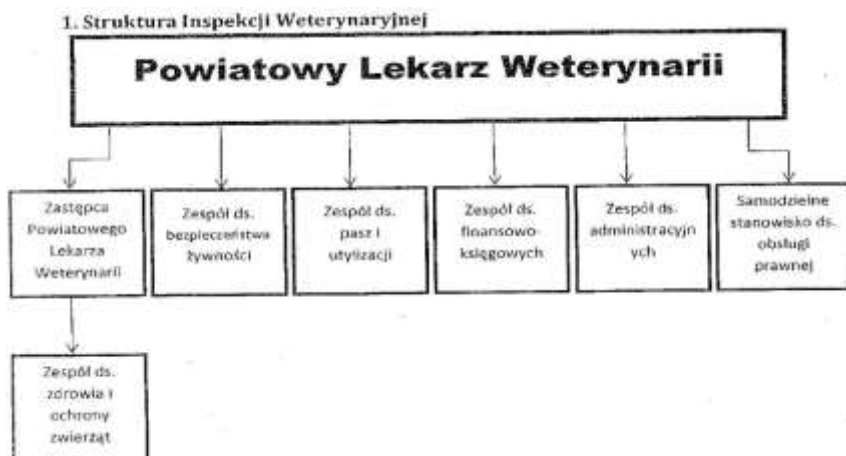 1. Struktura Inspekcji Weterynaryjnej
Powiatowy Lekarz Weterynarii
Zastępca
Powiatowego
Lekarza
Weterynarii
Zespół ds.
bezpieczeństwa
żywności
Zespół ds.
pasz i
utylizacji
Zespół ds.
finansowo-
księgowych
Zespół ds.
administracyjn
ych
Samodzielne
stanowisko ds.
obsługi
prawnej
Zespół ds.
zdrowia i
ochrony
zwierząt